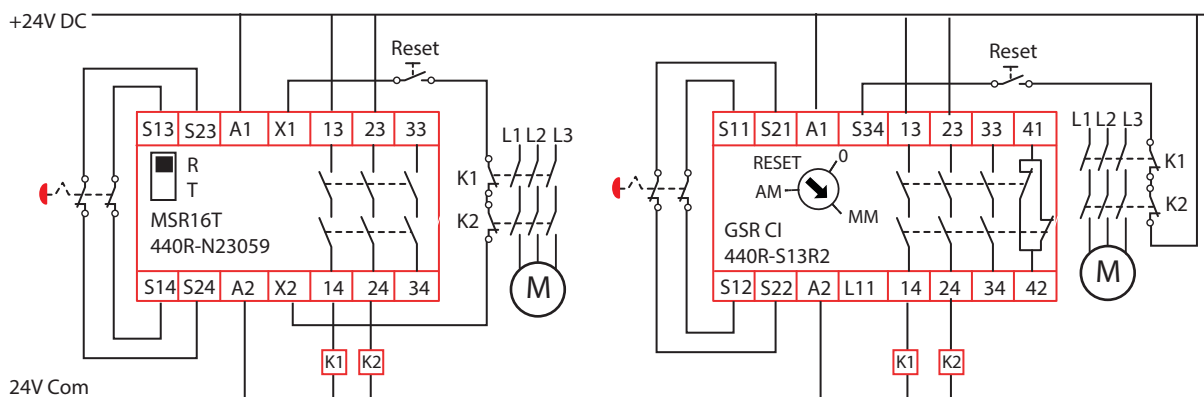 +24V DC
Reset
S13 S23 A1 X1 13 23 33
R
T
MSR16T
440R-N23059
S14 S24 A2 X2 14 24 34
L1 L2 L3
K1
K2
M
K1 K2
Reset
S11 S21 A1 S34 13 23 33 41
RESET
0
AM
MM
GSR CI
440R-S13R2
S12 S22 A2 L11 14 24 34 42
L1 L2 L3
K1
K2
M
K1 K2
24V Com